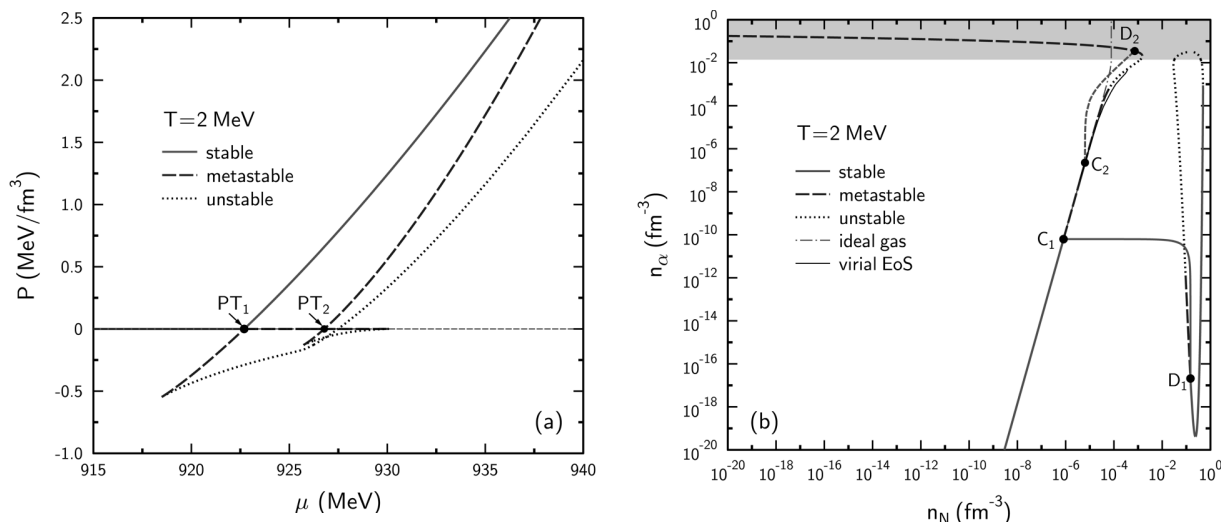 2.5
2.0
1.5
1.0
0.5
0
-0.5
-1.0
P (MeV/fm³)
T=2 MeV
stable
metastable
unstable
PT₁
PT₂
(a)
915
920
925
930
935
940
μ (MeV)
10⁰
10⁻²
10⁻⁴
10⁻⁶
10⁻⁸
10⁻¹⁰
10⁻¹²
10⁻¹⁴
10⁻¹⁶
10⁻¹⁸
10⁻²⁰
n_α (fm⁻³)
D₂
T=2 MeV
C₂
stable
metastable
unstable
ideal gas
virial EoS
C₁
D₁
(b)
10⁻²⁰
10⁻¹⁸
10⁻¹⁶
10⁻¹⁴
10⁻¹²
10⁻¹⁰
10⁻⁸
10⁻⁶
10⁻⁴
10⁻²
10⁰
n_N (fm⁻³)